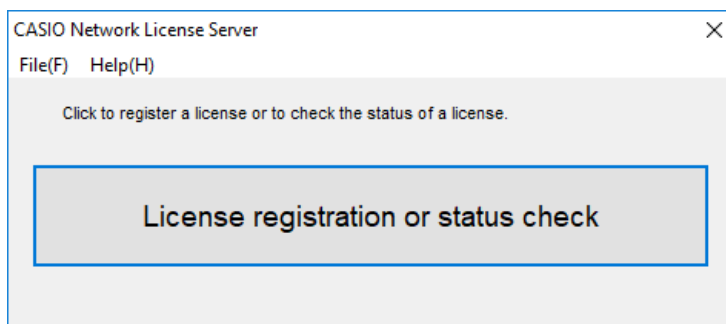 CASIO Network License Server
File(F) Help(H)
Click to register a license or to check the status of a license.
License registration or status check